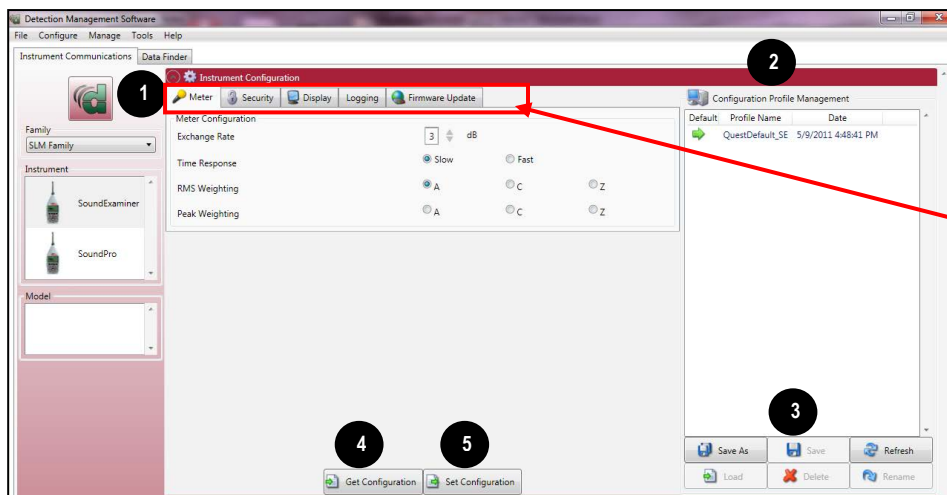 Detection Management Software
File Configure Manage Tools Help
Instrument Communications Data Finder
1
2
Instrument Configuration
Meter Security Display Logging Firmware Update
Configuration Profile Management
Family
SLM Family
Instrument
SoundExaminer
SoundPro
Model
Meter Configuration
Exchange Rate 3 dB
Time Response Slow Fast
RMS Weighting A C Z
Peak Weighting A C Z
Default Profile Name Date
QuestDefault_SE 5/9/2011 4:48:41 PM
3
4
5
Save As Save Refresh
Load Delete Rename
Get Configuration Set Configuration